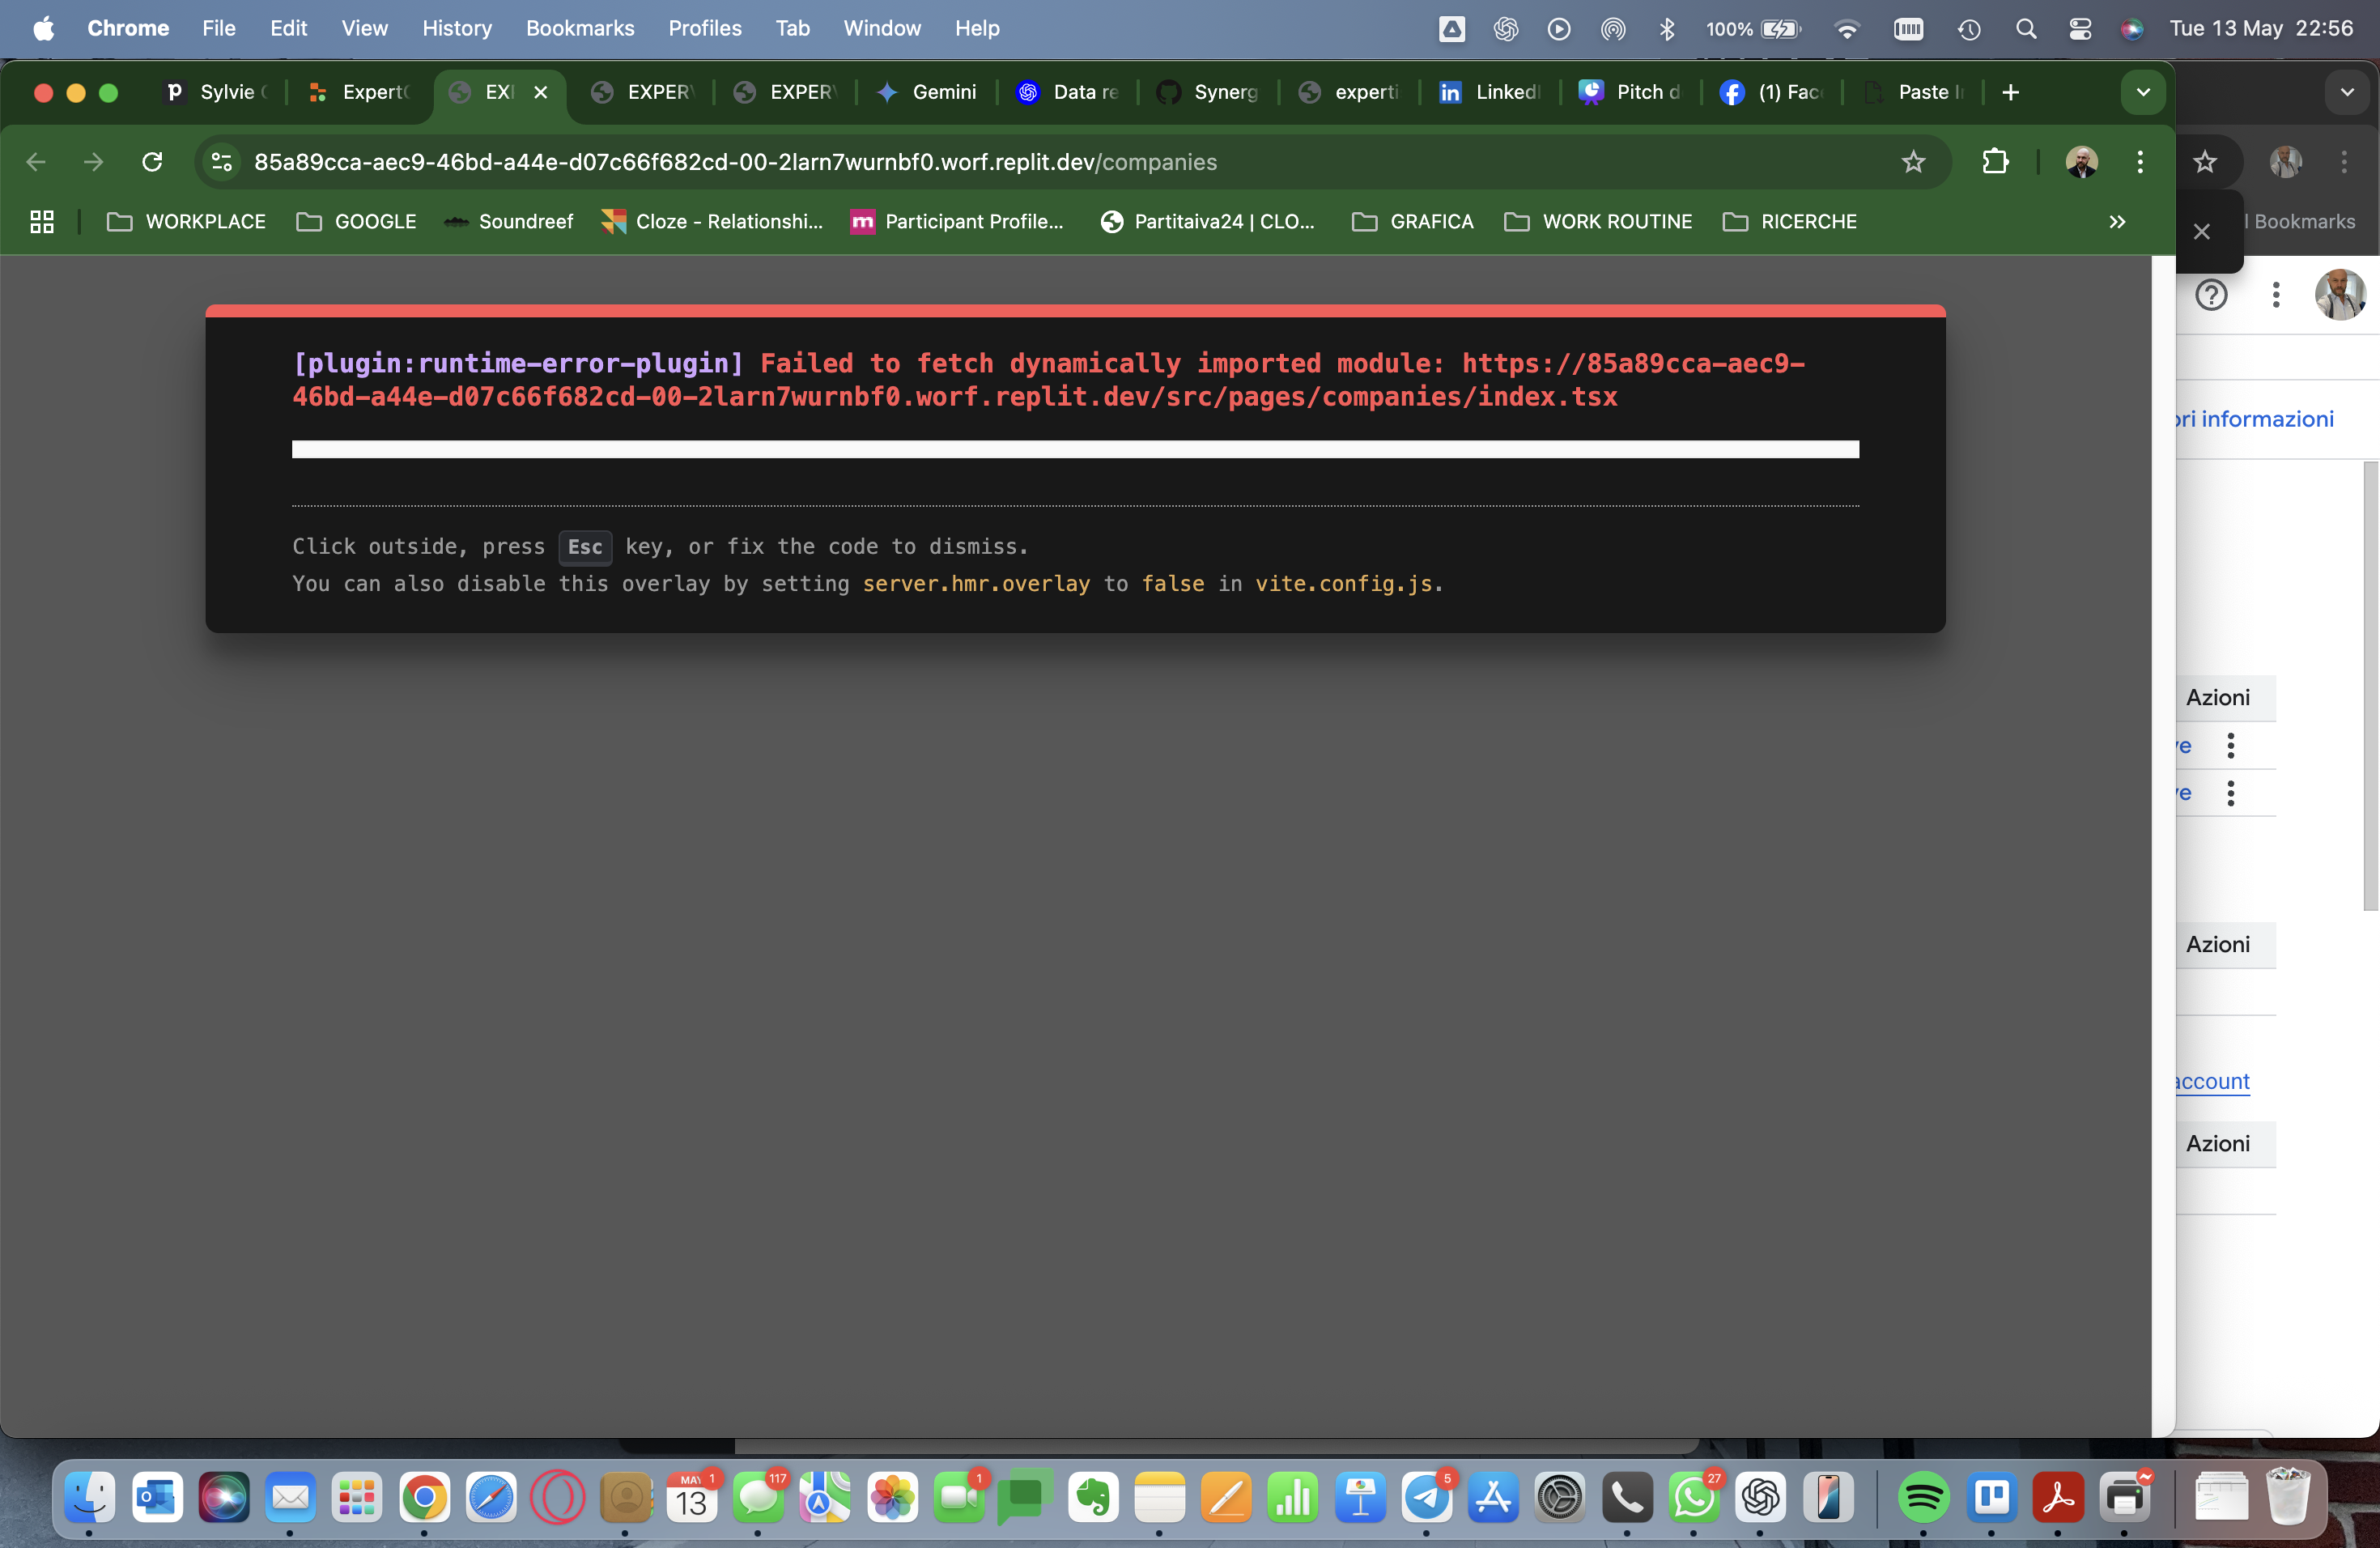 Chrome File Edit View History Bookmarks Profiles Tab Window Help 100% Tue 13 May 22:56
Sylvie ExpertC EXI EXPER EXPER Gemini Data re Synerg experti LinkedI Pitch d (1) Fac Paste I
85a89cca-aec9-46bd-a44e-d07c66f682cd-00-2larn7wurnbf0.worf.replit.dev/companies
WORKPLACE GOOGLE Soundreef Cloze - Relationshi... Participant Profile... Partitaiva24 | CLO... GRAFICA WORK ROUTINE RICERCHE
l Bookmarks
[plugin:runtime-error-plugin] Failed to fetch dynamically imported module: https://85a89cca-aec9-
46bd-a44e-d07c66f682cd-00-2larn7wurnbf0.worf.replit.dev/src/pages/companies/index.tsx
Click outside, press Esc key, or fix the code to dismiss.
You can also disable this overlay by setting server.hmr.overlay to false in vite.config.js.
ori informazioni
Azioni
ve
ve
Azioni
account
Azioni
MAY 1 117 1 5 27
13